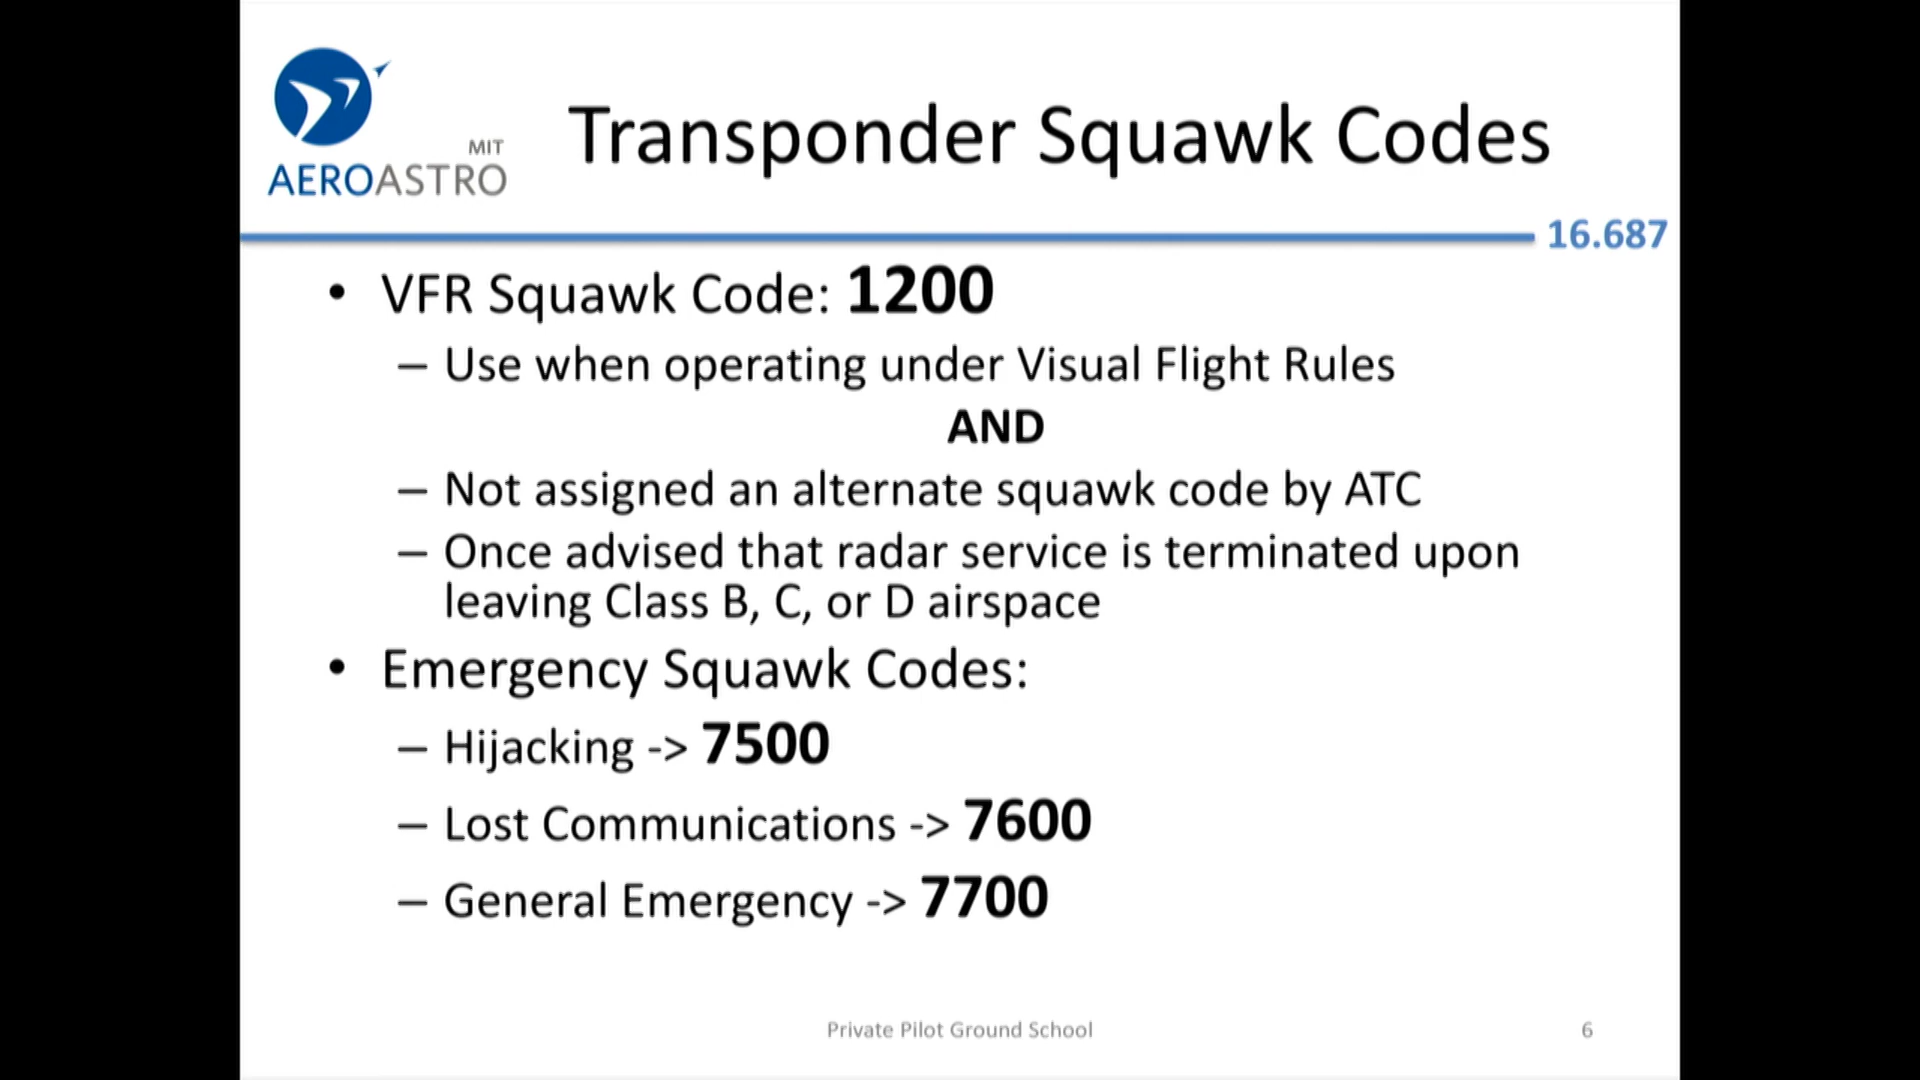 MIT
AEROASTRO
Transponder Squawk Codes
16.687
• VFR Squawk Code: 1200
– Use when operating under Visual Flight Rules
AND
– Not assigned an alternate squawk code by ATC
– Once advised that radar service is terminated upon
leaving Class B, C, or D airspace
• Emergency Squawk Codes:
– Hijacking -> 7500
– Lost Communications -> 7600
– General Emergency -> 7700
Private Pilot Ground School
6